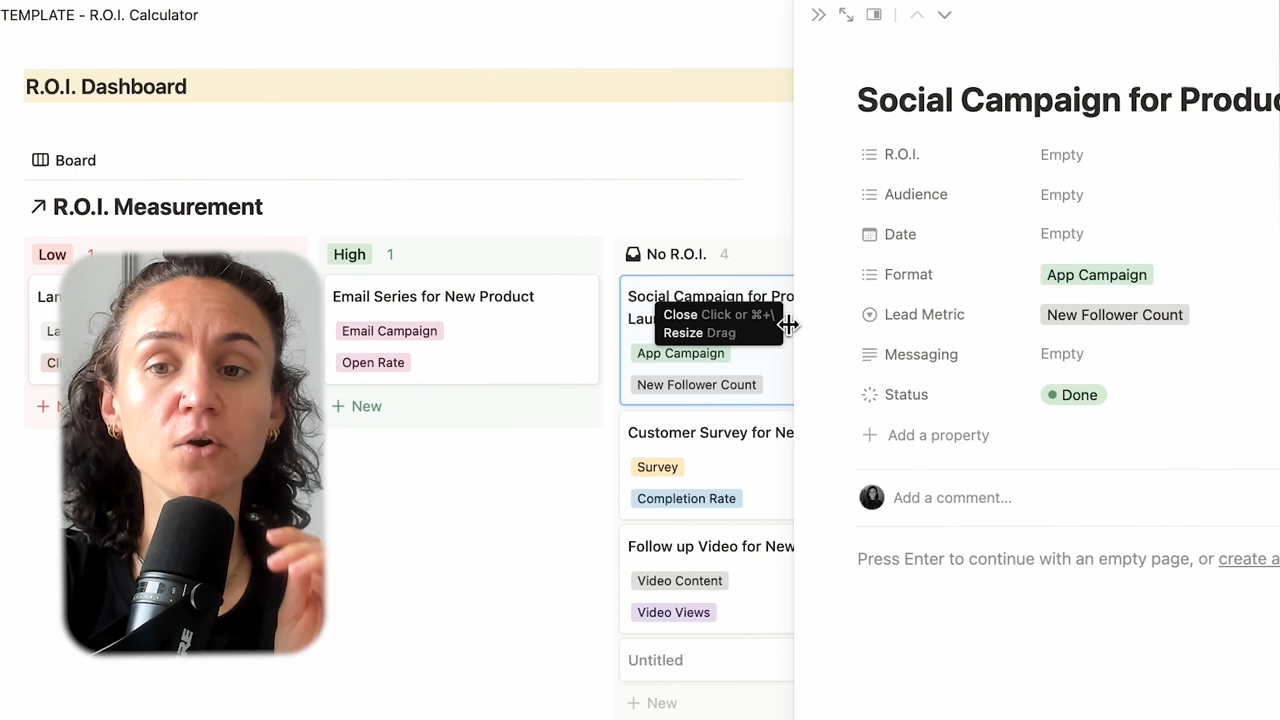 TEMPLATE - R.O.I. Calculator
R.O.I. Dashboard
Board
R.O.I. Measurement
Low 1
High 1
No R.O.I. 4
Email Series for New Product
Email Campaign
Open Rate
New
Social Campaign for Pro
Close Click or ⌘+\
Resize Drag
App Campaign
New Follower Count
Customer Survey for Ne
Survey
Completion Rate
Follow up Video for New
Video Content
Video Views
Untitled
New
Social Campaign for Produc
R.O.I. Empty
Audience Empty
Date Empty
Format App Campaign
Lead Metric New Follower Count
Messaging Empty
Status Done
Add a property
Add a comment...
Press Enter to continue with an empty page, or create a